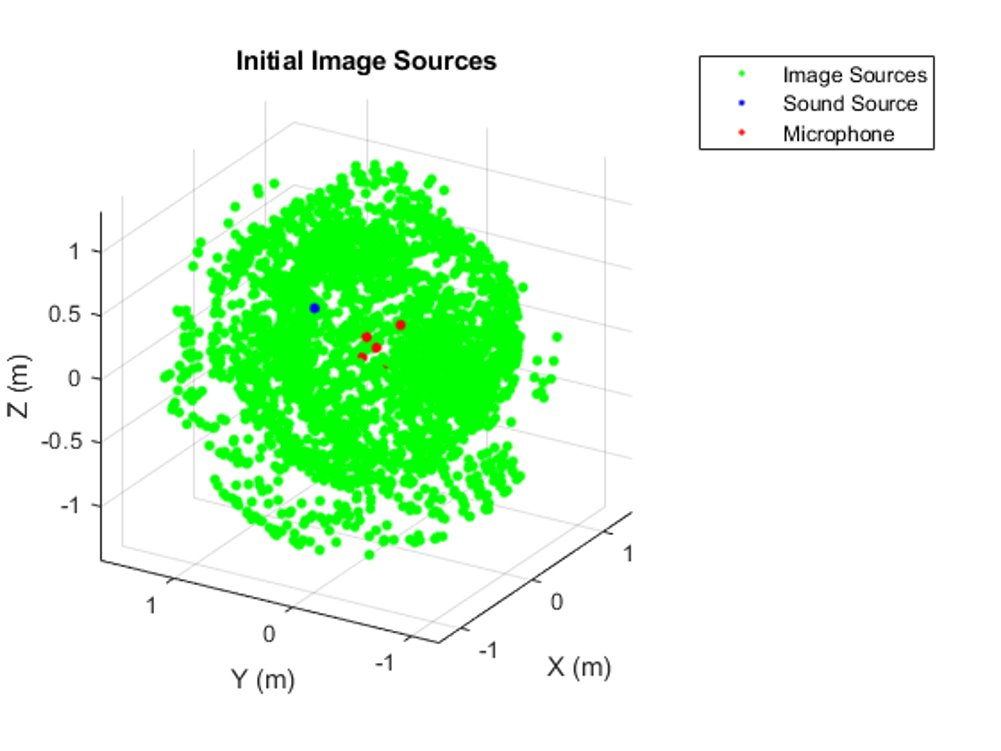 Initial Image Sources
Image Sources
Sound Source
Microphone
1
0.5
0
-0.5
-1
Z (m)
1
0
-1
Y (m)
-1
0
1
X (m)